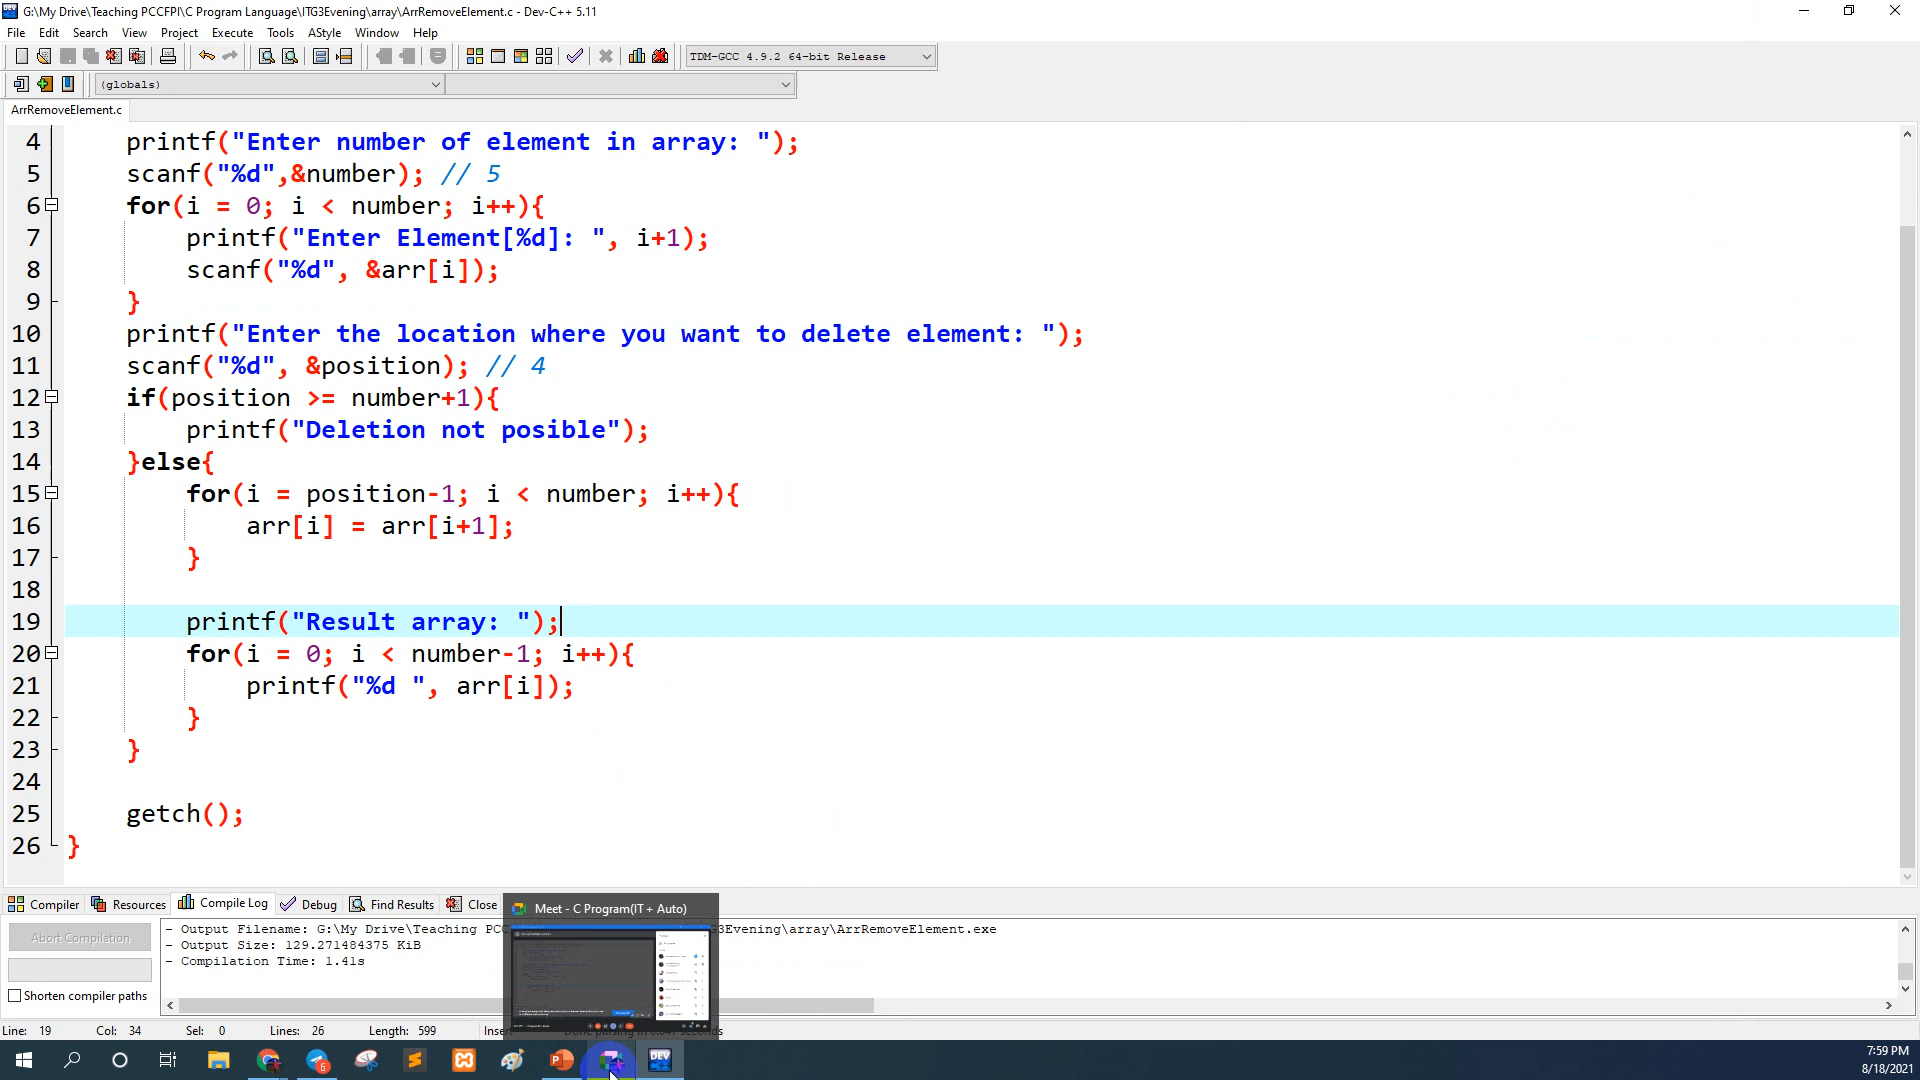 G:\My Drive\Teaching PCCFPI\C Program Language\ITG3Evening\array\ArrRemoveElement.c - Dev-C++ 5.11
File Edit Search View Project Execute Tools AStyle Window Help
TDM-GCC 4.9.2 64-bit Release
(globals)
ArrRemoveElement.c
4 printf("Enter number of element in array: ");
5 scanf("%d",&number); // 5
6 for(i = 0; i < number; i++){
7 printf("Enter Element[%d]: ", i+1);
8 scanf("%d", &arr[i]);
9 }
10 printf("Enter the location where you want to delete element: ");
11 scanf("%d", &position); // 4
12 if(position >= number+1){
13 printf("Deletion not posible");
14 }else{
15 for(i = position-1; i < number; i++){
16 arr[i] = arr[i+1];
17 }
18
19 printf("Result array: ");
20 for(i = 0; i < number-1; i++){
21 printf("%d ", arr[i]);
22 }
23 }
24
25 getch();
26 }
Compiler Resources Compile Log Debug Find Results Close
Meet - C Program(IT + Auto)
Abort Compilation
Shorten compiler paths
- Output Filename: G:\My Drive\Teaching PCC G3Evening\array\ArrRemoveElement.exe
- Output Size: 129.271484375 KiB
- Compilation Time: 1.41s
Line: 19 Col: 34 Sel: 0 Lines: 26 Length: 599 Insert
7:59 PM
8/18/2021